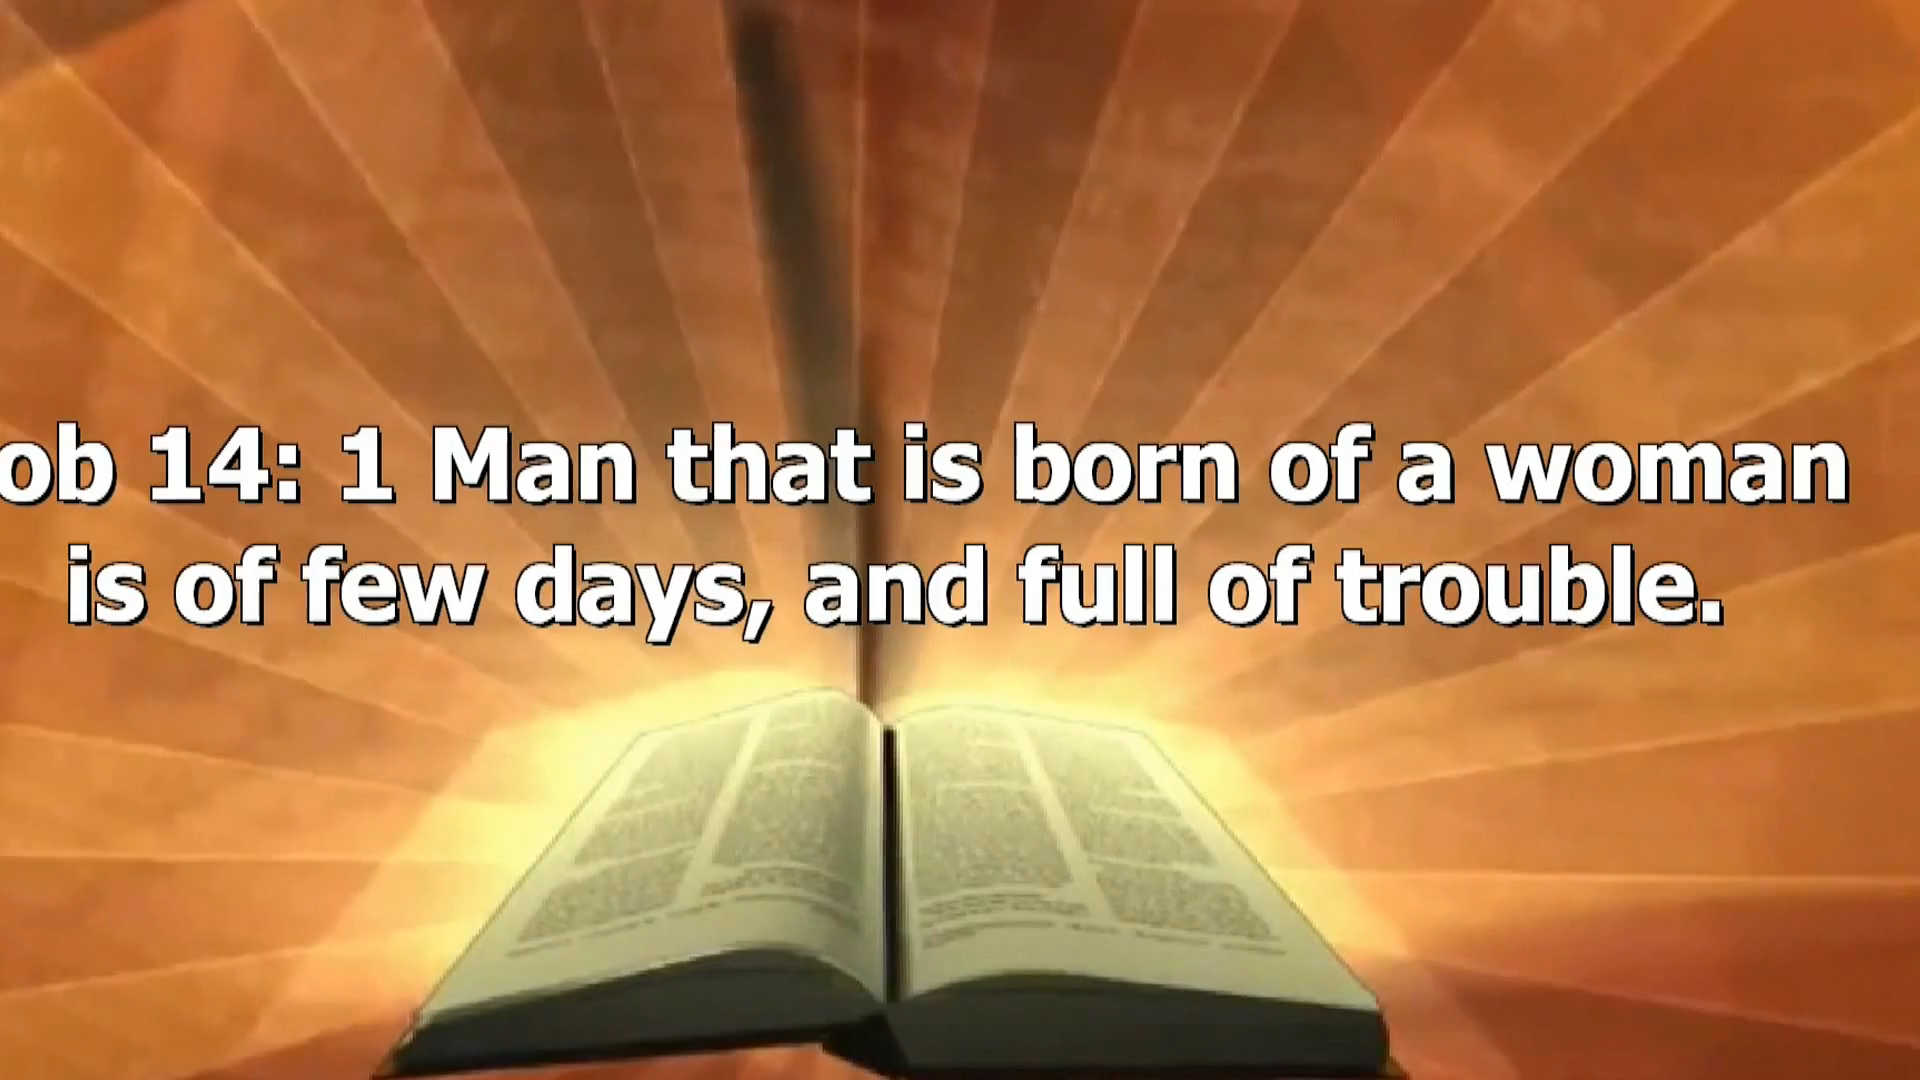 ob 14: 1 Man that is born of a woman
is of few days, and full of trouble.